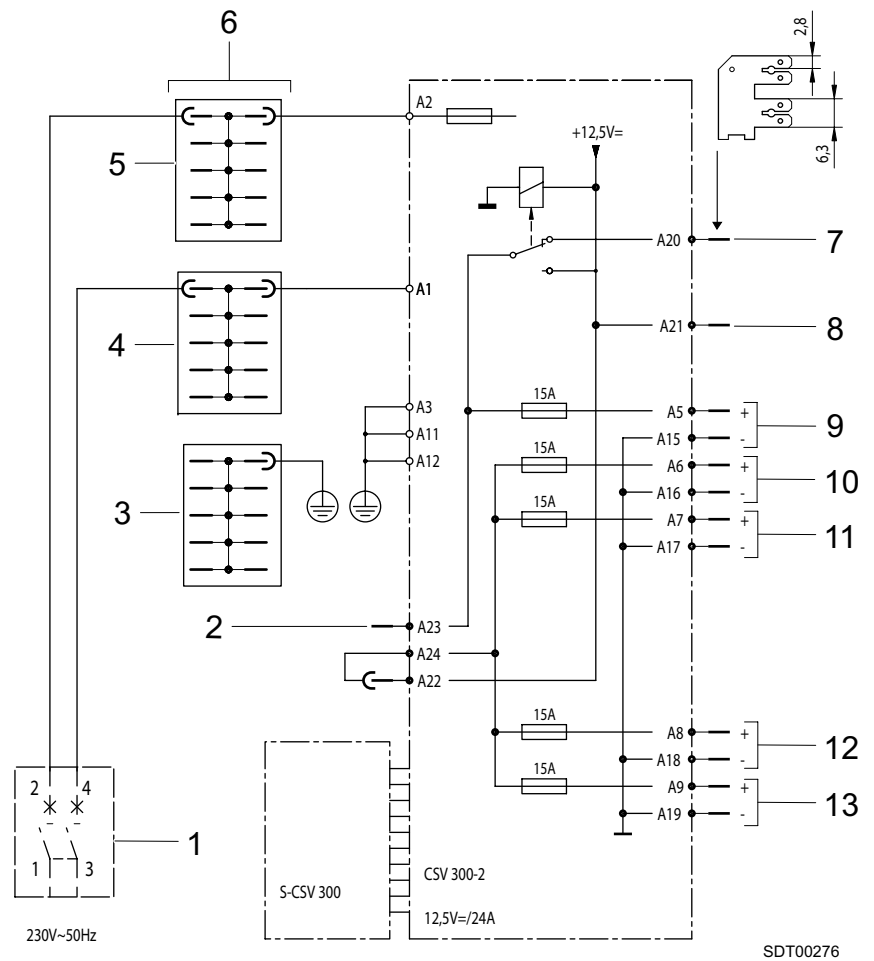 6
2,8
A2
+12,5V=
5
6,3
A20
7
A1
4
A21
8
15A
A3
A5
+
9
A11
A15
-
15A
A12
A6
+
10
A16
-
3
15A
A7
+
11
A17
-
2
A23
A24
A22
15A
A8
+
12
A18
-
15A
A9
+
13
A19
-
2
4
1
1
3
S-CSV 300
CSV 300-2
12,5V=/24A
230V~50Hz
SDT00276